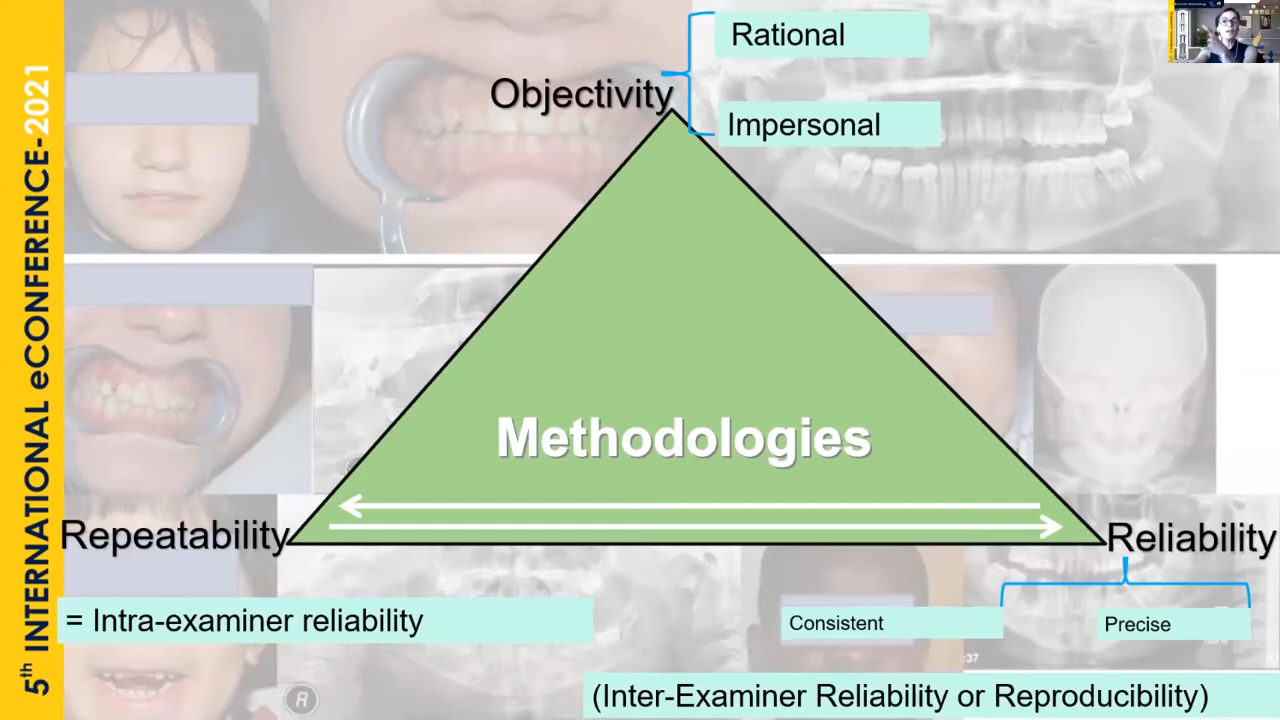 5th INTERNATIONAL eCONFERENCE-2021
Rational
Objectivity
Impersonal
Methodologies
Repeatability
Reliability
= Intra-examiner reliability
Consistent
Precise
:37
R
(Inter-Examiner Reliability or Reproducibility)